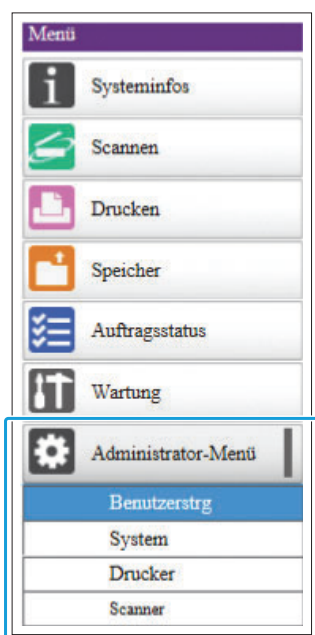 Menü
Systeminfos
Scannen
Drucken
Speicher
Auftragsstatus
Wartung
Administrator-Menü
Benutzerstrg
System
Drucker
Scanner